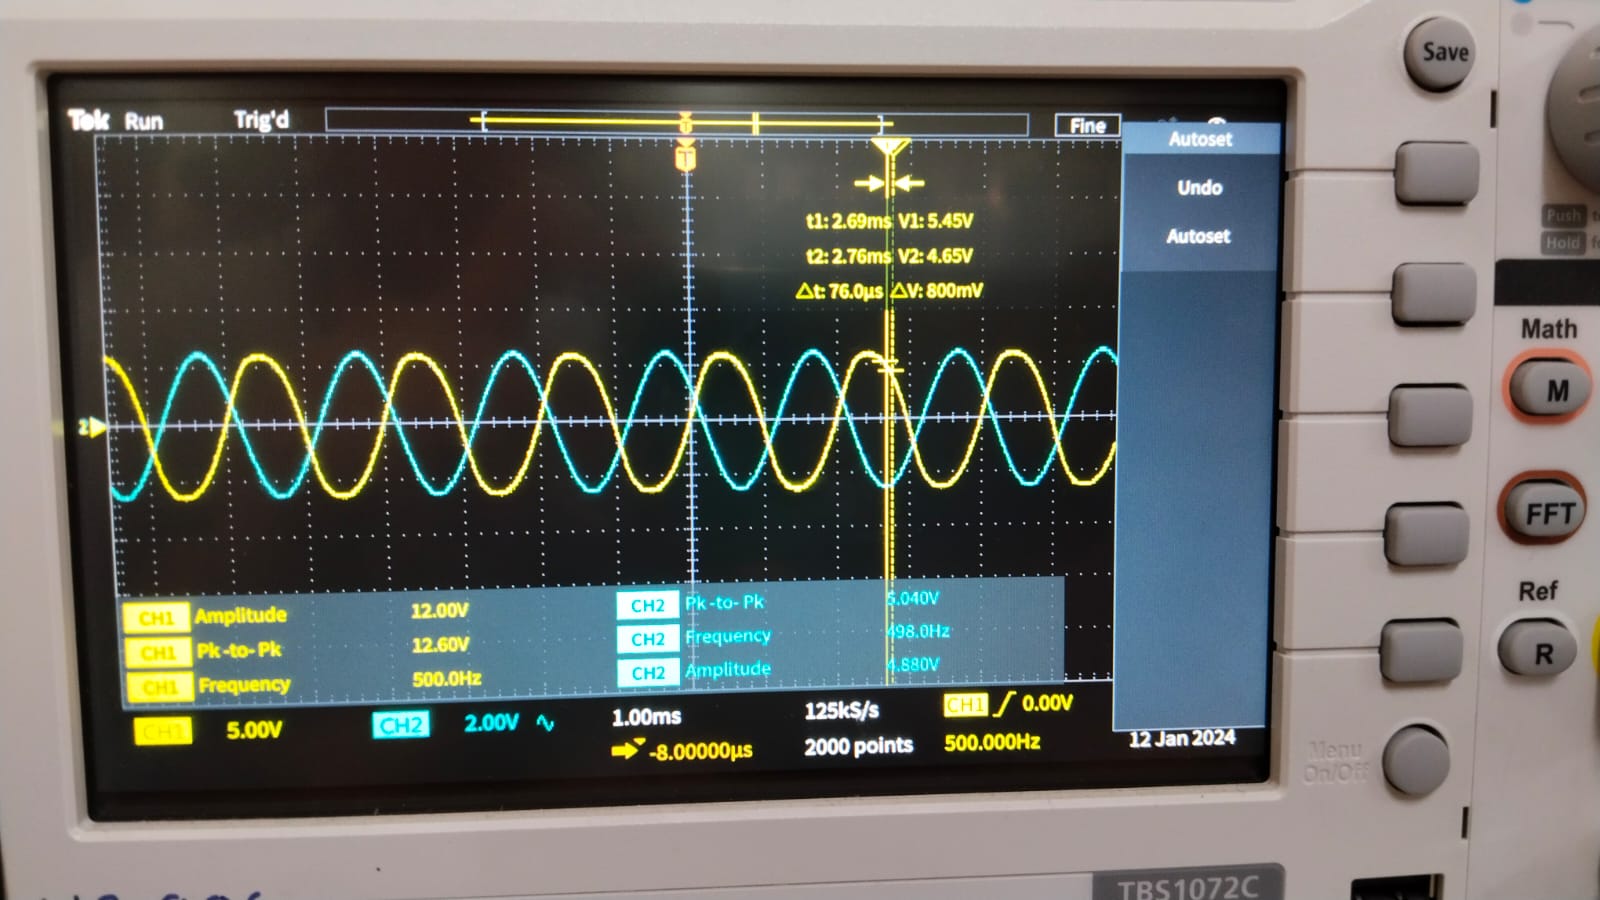 Tek Run Trig'd Fine
Save
Autoset
Undo
Autoset
t1: 2.69ms V1: 5.45V
t2: 2.76ms V2: 4.65V
Δt: 76.0µs ΔV: 800mV
Push
Hold
Math
M
FFT
Ref
R
T
2
CH1 Amplitude 12.00V
CH1 Pk-to-Pk 12.60V
CH1 Frequency 500.0Hz
CH2 Pk-to-Pk 5.040V
CH2 Frequency 498.0Hz
CH2 Amplitude 4.880V
CH1 5.00V CH2 2.00V 1.00ms 125kS/s CH1 0.00V
-8.00000µs 2000 points 500.000Hz
12 Jan 2024
Menu
On/Off
TBS1072C